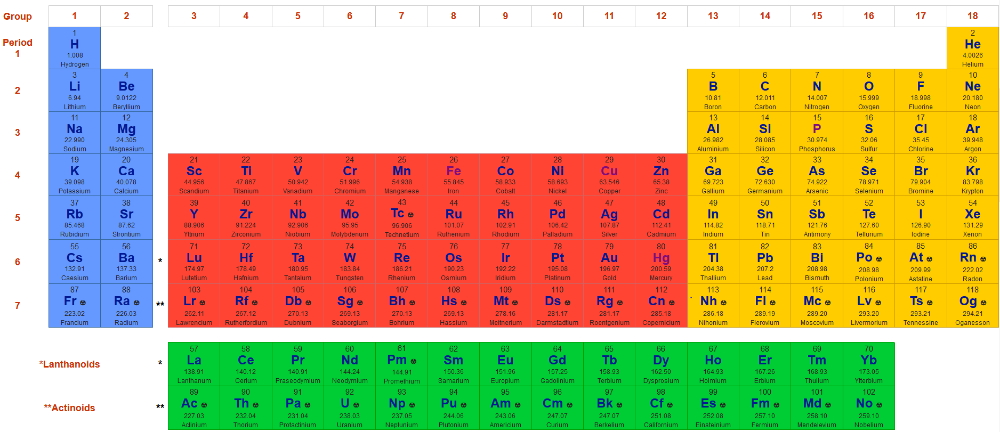 Group 1 2 3 4 5 6 7 8 9 10 11 12 13 14 15 16 17 18
Period
1
1 2
H He
1.008 4.0026
Hydrogen Helium
2
3 4 5 6 7 8 9 10
Li Be B C N O F Ne
6.94 9.0122 10.81 12.011 14.007 15.999 18.998 20.180
Lithium Beryllium Boron Carbon Nitrogen Oxygen Fluorine Neon
3
11 12 13 14 15 16 17 18
Na Mg Al Si P S Cl Ar
22.990 24.305 26.982 28.085 30.974 32.06 35.45 39.948
Sodium Magnesium Aluminium Silicon Phosphorus Sulfur Chlorine Argon
4
19 20 21 22 23 24 25 26 27 28 29 30 31 32 33 34 35 36
K Ca Sc Ti V Cr Mn Fe Co Ni Cu Zn Ga Ge As Se Br Kr
39.098 40.078 44.956 47.867 50.942 51.996 54.938 55.845 58.933 58.693 63.546 65.38 69.723 72.630 74.922 78.971 79.904 83.798
Potassium Calcium Scandium Titanium Vanadium Chromium Manganese Iron Cobalt Nickel Copper Zinc Gallium Germanium Arsenic Selenium Bromine Krypton
5
37 38 39 40 41 42 43 44 45 46 47 48 49 50 51 52 53 54
Rb Sr Y Zr Nb Mo Tc ☢ Ru Rh Pd Ag Cd In Sn Sb Te I Xe
85.468 87.62 88.906 91.224 92.906 95.95 96.906 101.07 102.91 106.42 107.87 112.41 114.82 118.71 121.76 127.60 126.90 131.29
Rubidium Strontium Yttrium Zirconium Niobium Molybdenum Technetium Ruthenium Rhodium Palladium Silver Cadmium Indium Tin Antimony Tellurium Iodine Xenon
6
55 56 71 72 73 74 75 76 77 78 79 80 81 82 83 84 85 86
Cs Ba * Lu Hf Ta W Re Os Ir Pt Au Hg Tl Pb Bi Po ☢ At ☢ Rn ☢
132.91 137.33 174.97 178.49 180.95 183.84 186.21 190.23 192.22 195.08 196.97 200.59 204.38 207.2 208.98 208.98 209.99 222.02
Caesium Barium Lutetium Hafnium Tantalum Tungsten Rhenium Osmium Iridium Platinum Gold Mercury Thallium Lead Bismuth Polonium Astatine Radon
7
87 88 103 104 105 106 107 108 109 110 111 112 113 114 115 116 117 118
Fr ☢ Ra ☢ ** Lr ☢ Rf ☢ Db ☢ Sg ☢ Bh ☢ Hs ☢ Mt ☢ Ds ☢ Rg ☢ Cn ☢ Nh ☢ Fl ☢ Mc ☢ Lv ☢ Ts ☢ Og ☢
223.02 226.03 262.11 267.12 270.13 269.13 270.13 269.13 278.16 281.17 281.17 285.18 286.18 289.19 289.20 293.20 293.21 294.21
Francium Radium Lawrencium Rutherfordium Dubnium Seaborgium Bohrium Hassium Meitnerium Darmstadtium Roentgenium Copernicium Nihonium Flerovium Moscovium Livermorium Tennessine Oganesson
*Lanthanoids *
57 58 59 60 61 62 63 64 65 66 67 68 69 70
La Ce Pr Nd Pm ☢ Sm Eu Gd Tb Dy Ho Er Tm Yb
138.91 140.12 140.91 144.24 144.91 150.36 151.96 157.25 158.93 162.50 164.93 167.26 168.93 173.05
Lanthanum Cerium Praseodymium Neodymium Promethium Samarium Europium Gadolinium Terbium Dysprosium Holmium Erbium Thulium Ytterbium
**Actinoids **
89 90 91 92 93 94 95 96 97 98 99 100 101 102
Ac ☢ Th ☢ Pa ☢ U ☢ Np ☢ Pu ☢ Am ☢ Cm ☢ Bk ☢ Cf ☢ Es ☢ Fm ☢ Md ☢ No ☢
227.03 232.04 231.04 238.03 237.05 244.06 243.06 247.07 247.07 251.08 252.08 257.10 258.10 259.10
Actinium Thorium Protactinium Uranium Neptunium Plutonium Americium Curium Berkelium Californium Einsteinium Fermium Mendelevium Nobelium